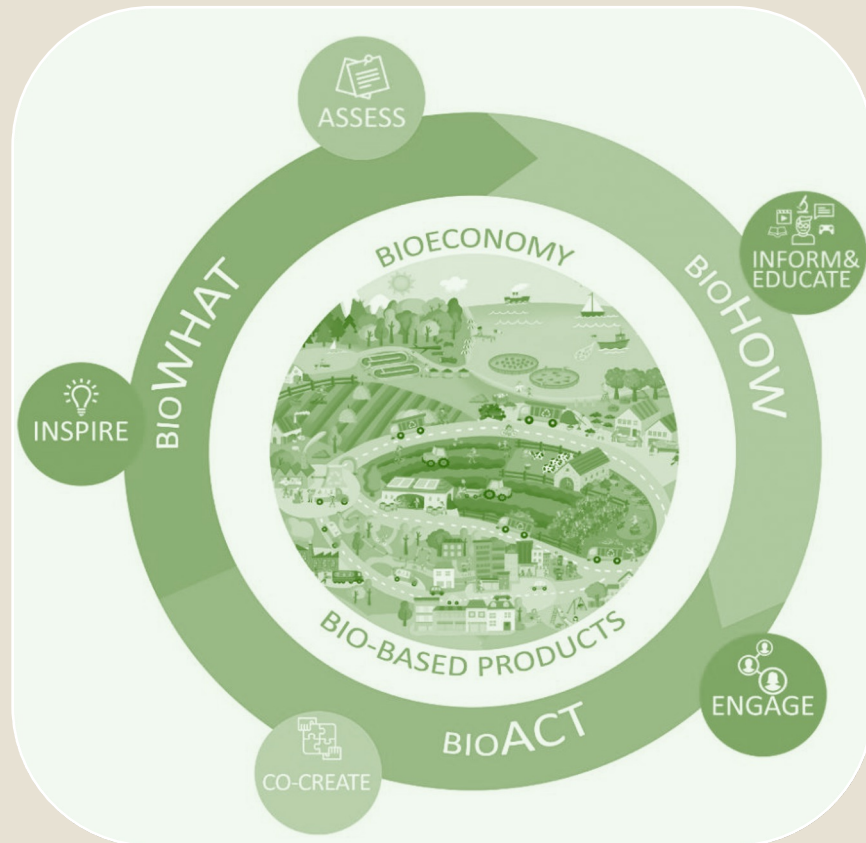 ASSESS
BIOECONOMY
INFORM&
EDUCATE
BIOHOW
BIOWHAT
INSPIRE
BIO-BASED PRODUCTS
ENGAGE
BIOACT
CO-CREATE